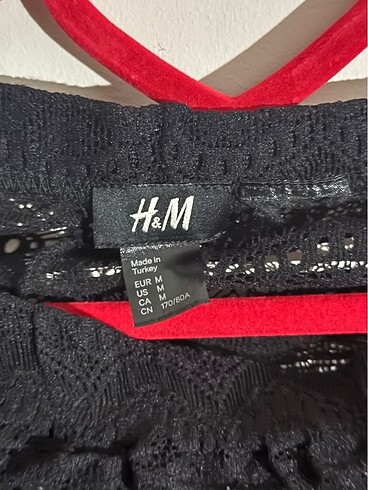 H&M
Made in
Turkey
EUR M
US M
CA M
CN 170/80A